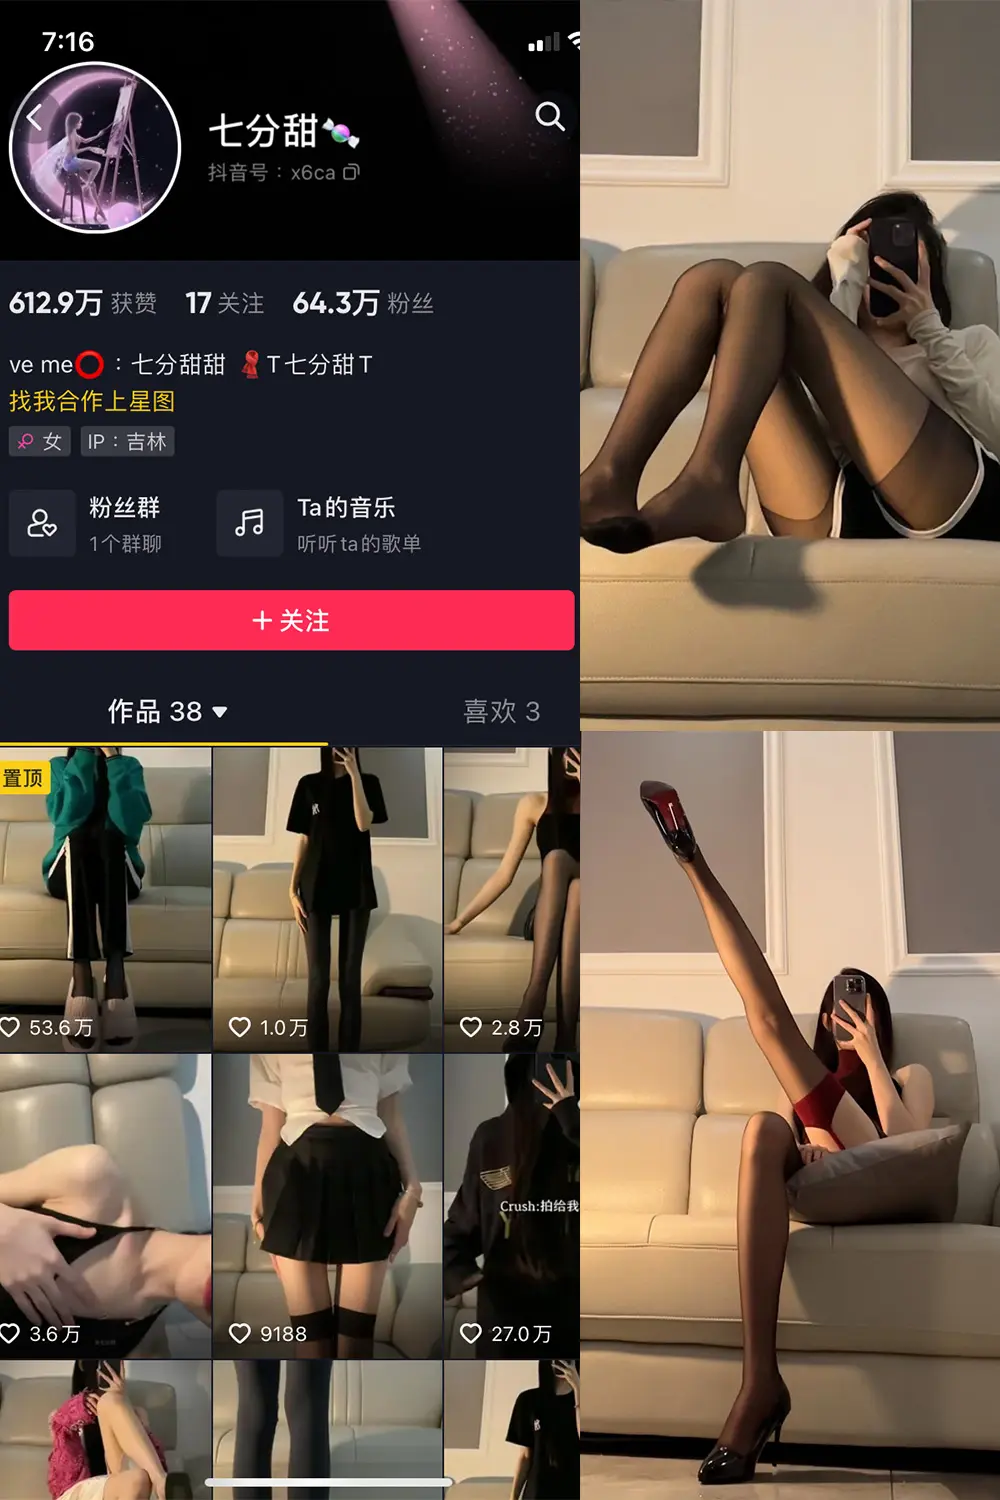 7:16
七分甜
抖音号：x6ca
612.9万 获赞 17 关注 64.3万 粉丝
ve me⭕：七分甜甜 T七分甜T
找我合作上星图
女 IP：吉林
粉丝群
1个群聊
Ta的音乐
听听ta的歌单
+ 关注
作品 38 喜欢 3
置顶
53.6万
1.0万
2.8万
Crush:拍给我
3.6万
9188
27.0万